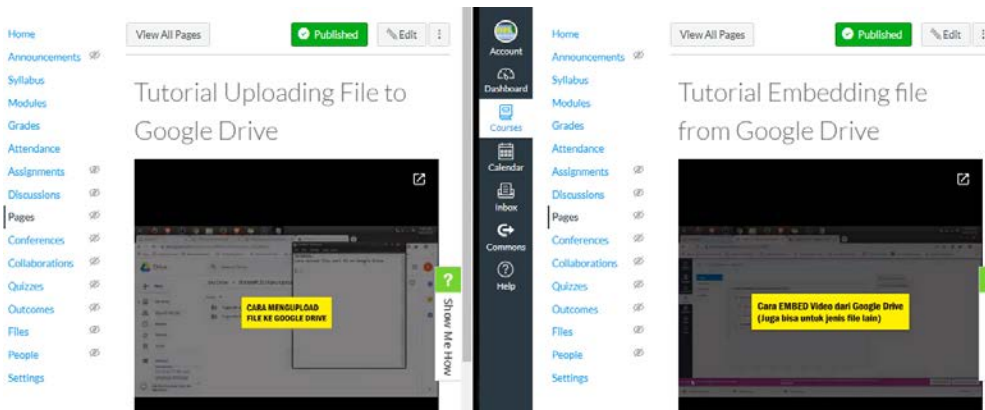 Home
Announcements
Syllabus
Modules
Grades
Attendance
Assignments
Discussions
Pages
Conferences
Collaborations
Quizzes
Outcomes
Files
People
Settings
View All Pages
Published
Edit
Tutorial Uploading File to
Google Drive
Drive
CARA MENGUPLOAD
FILE KE GOOGLE DRIVE
?
Show Me How
Account
Dashboard
Courses
Calendar
Inbox
Commons
Help
Home
Announcements
Syllabus
Modules
Grades
Attendance
Assignments
Discussions
Pages
Conferences
Collaborations
Quizzes
Outcomes
Files
People
Settings
View All Pages
Published
Edit
Tutorial Embedding file
from Google Drive
Cara EMBED Video dari Google Drive
(Juga bisa untuk jenis file lain)